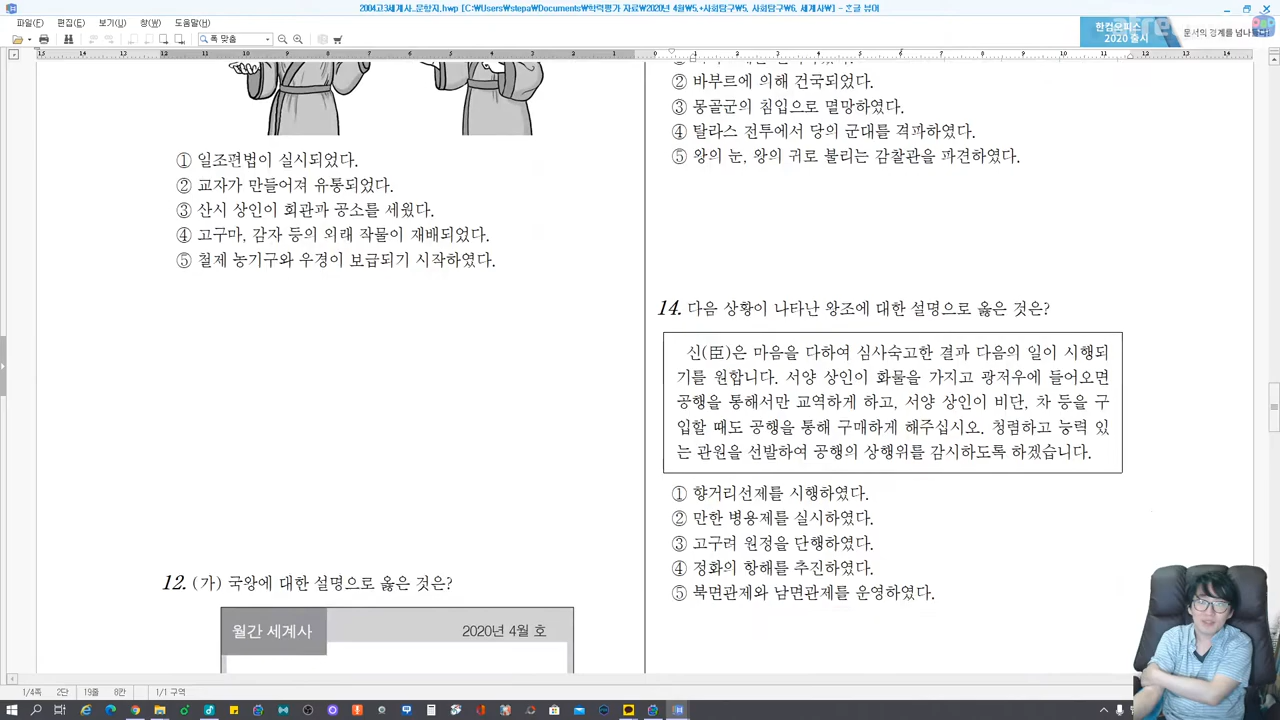 2004고3세계사_문항지.hwp [C:₩Users₩stepa₩Documents₩학력평가 자료₩2020년 4월₩5,+사회탐구₩5, 사회탐구₩6, 세계사₩] - 흔글 뷰어
파일(F) 편집(E) 보기(U) 창(W) 도움말(H)
한컴오피스
2020 출시
문서의 경계를 넘나들다!
폭 맞춤
① 일조편법이 실시되었다.
② 교자가 만들어져 유통되었다.
③ 산시 상인이 회관과 공소를 세웠다.
④ 고구마, 감자 등의 외래 작물이 재배되었다.
⑤ 철제 농기구와 우경이 보급되기 시작하였다.
12. (가) 국왕에 대한 설명으로 옳은 것은?
월간 세계사
2020년 4월 호
② 바부르에 의해 건국되었다.
③ 몽골군의 침입으로 멸망하였다.
④ 탈라스 전투에서 당의 군대를 격파하였다.
⑤ 왕의 눈, 왕의 귀로 불리는 감찰관을 파견하였다.
14. 다음 상황이 나타난 왕조에 대한 설명으로 옳은 것은?
신(臣)은 마음을 다하여 심사숙고한 결과 다음의 일이 시행되
기를 원합니다. 서양 상인이 화물을 가지고 광저우에 들어오면
공행을 통해서만 교역하게 하고, 서양 상인이 비단, 차 등을 구
입할 때도 공행을 통해 구매하게 해주십시오. 청렴하고 능력 있
는 관원을 선발하여 공행의 상행위를 감시하도록 하겠습니다.
① 향거리선제를 시행하였다.
② 만한 병용제를 실시하였다.
③ 고구려 원정을 단행하였다.
④ 정화의 항해를 추진하였다.
⑤ 북면관제와 남면관제를 운영하였다.
1/4쪽 2단 19줄 8칸 1/1 구역